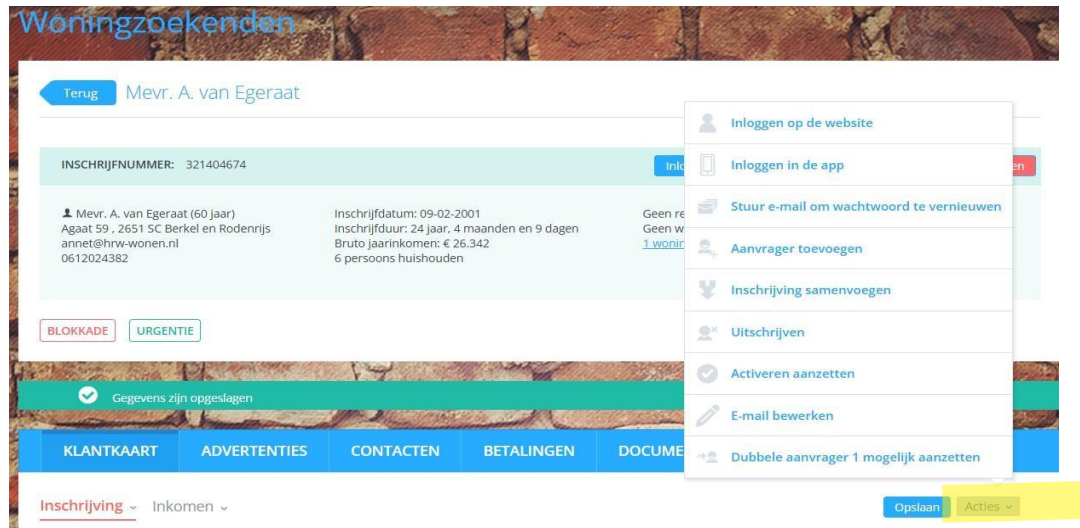 Woningzoekenden
Terug Mevr. A. van Egeraat
INSCHRIJFNUMMER: 321404674
Mevr. A. van Egeraat (60 jaar)
Agaat 59 , 2651 SC Berkel en Rodenrijs
annet@hrw-wonen.nl
0612024382
Inschrijfdatum: 09-02-2001
Inschrijfduur: 24 jaar, 4 maanden en 9 dagen
Bruto jaarinkomen: € 26.342
6 persoons huishouden
Geen
Geen
1
Inloggen op de website
Inloggen in de app
Stuur e-mail om wachtwoord te vernieuwen
Aanvrager toevoegen
Inschrijving samenvoegen
Uitschrijven
Activeren aanzetten
E-mail bewerken
Dubbele aanvrager 1 mogelijk aanzetten
BLOKKADE URGENTIE
Gegevens zijn opgeslagen
KLANTKAART ADVERTENTIES CONTACTEN BETALINGEN DOCUME
Inschrijving Inkomen Opslaan Acties